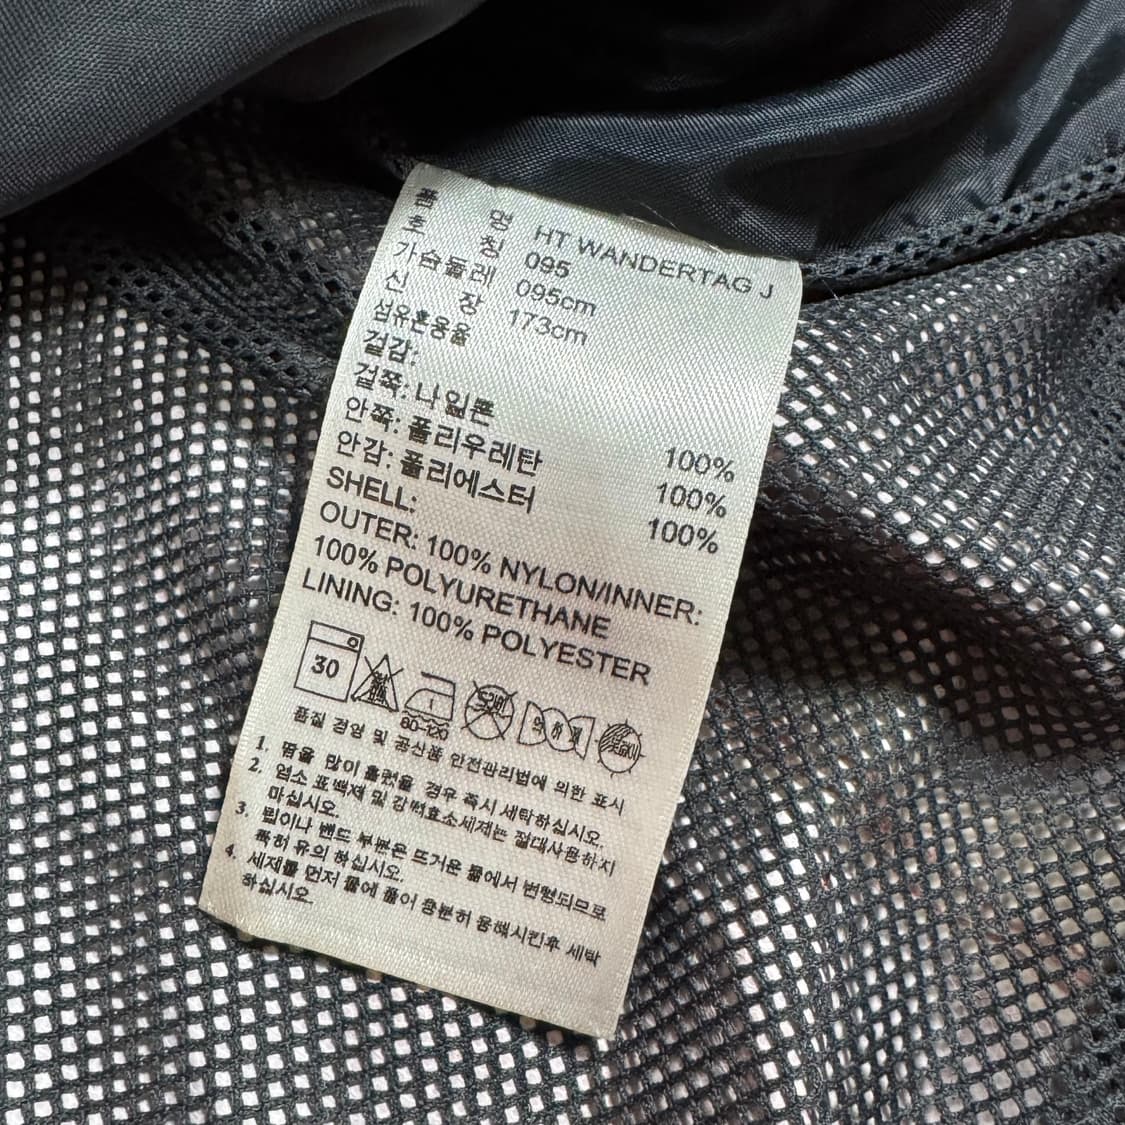 품 명 HT WANDERTAG J
호 칭 095
가슴둘레 095cm
신 장 173cm
섬유혼용율
겉감:
겉쪽: 나일론 100%
안쪽: 폴리우레탄 100%
안감: 폴리에스터 100%
SHELL:
OUTER: 100% NYLON/INNER:
100% POLYURETHANE
LINING: 100% POLYESTER
30
80~120
품질 경영 및 공산품 안전관리법에 의한 표시
1. 땀을 많이 흘렸을 경우 즉시 세탁하십시오.
2. 염소 표백제 및 강력효소세제는 절대사용하지
마십시오.
3. 띱이나 밴드 부분은 뜨거운 물에서 변형되므로
특히 유의 하십시오.
4. 세제를 먼저 물에 풀어 충분히 용해시킨후 세탁
하십시오.